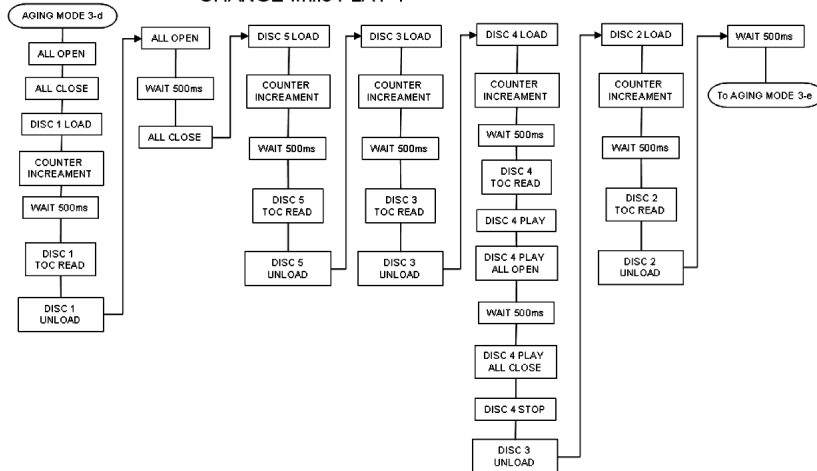 AGING MODE 3-d
ALL OPEN
ALL CLOSE
DISC 1 LOAD
COUNTER
INCREAMENT
WAIT 500ms
DISC 1
TOC READ
DISC 1
UNLOAD
ALL OPEN
WAIT 500ms
ALL CLOSE
DISC 5 LOAD
COUNTER
INCREAMENT
WAIT 500ms
DISC 5
TOC READ
DISC 5
UNLOAD
DISC 3 LOAD
COUNTER
INCREAMENT
WAIT 500ms
DISC 3
TOC READ
DISC 3
UNLOAD
DISC 4 LOAD
COUNTER
INCREAMENT
WAIT 500ms
DISC 4
TOC READ
DISC 4 PLAY
DISC 4 PLAY
ALL OPEN
WAIT 500ms
DISC 4 PLAY
ALL CLOSE
DISC 4 STOP
DISC 3
UNLOAD
DISC 2 LOAD
COUNTER
INCREAMENT
WAIT 500ms
DISC 2
TOC READ
DISC 2
UNLOAD
WAIT 500ms
To AGING MODE 3-e